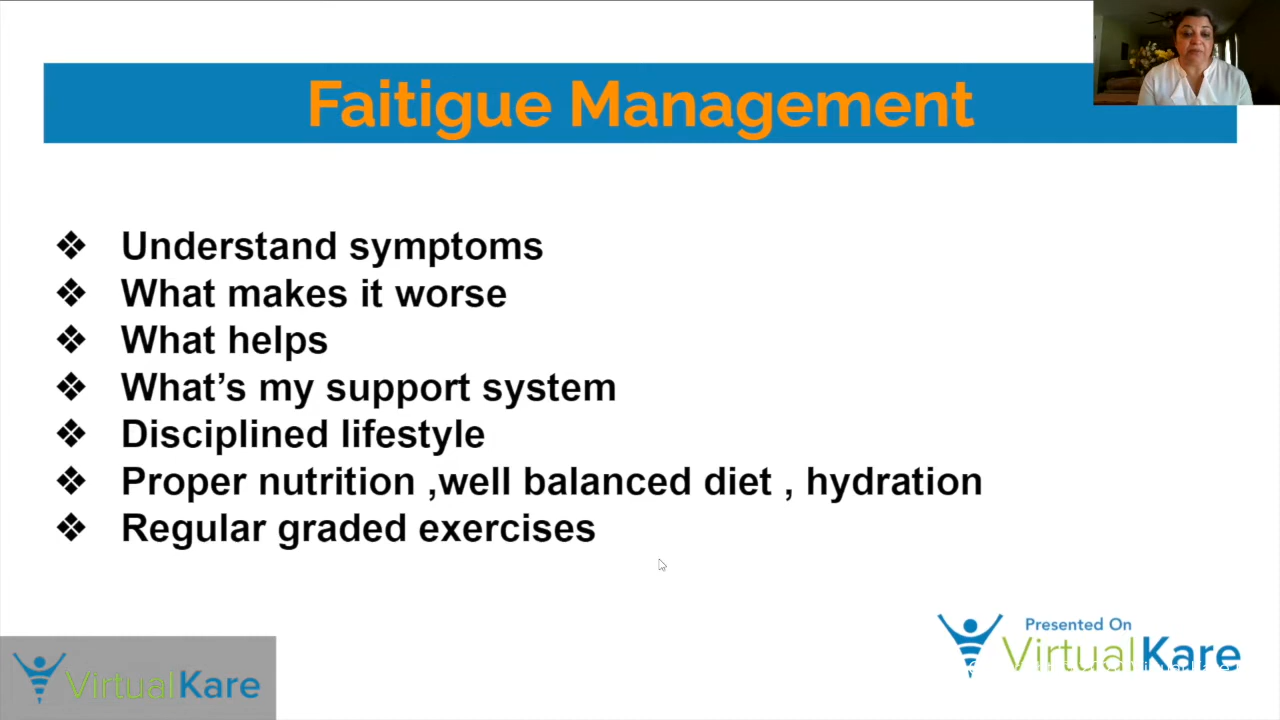 Faitigue Management
❖ Understand symptoms
❖ What makes it worse
❖ What helps
❖ What’s my support system
❖ Disciplined lifestyle
❖ Proper nutrition ,well balanced diet , hydration
❖ Regular graded exercises
Presented On
VirtualKare
VirtualKare